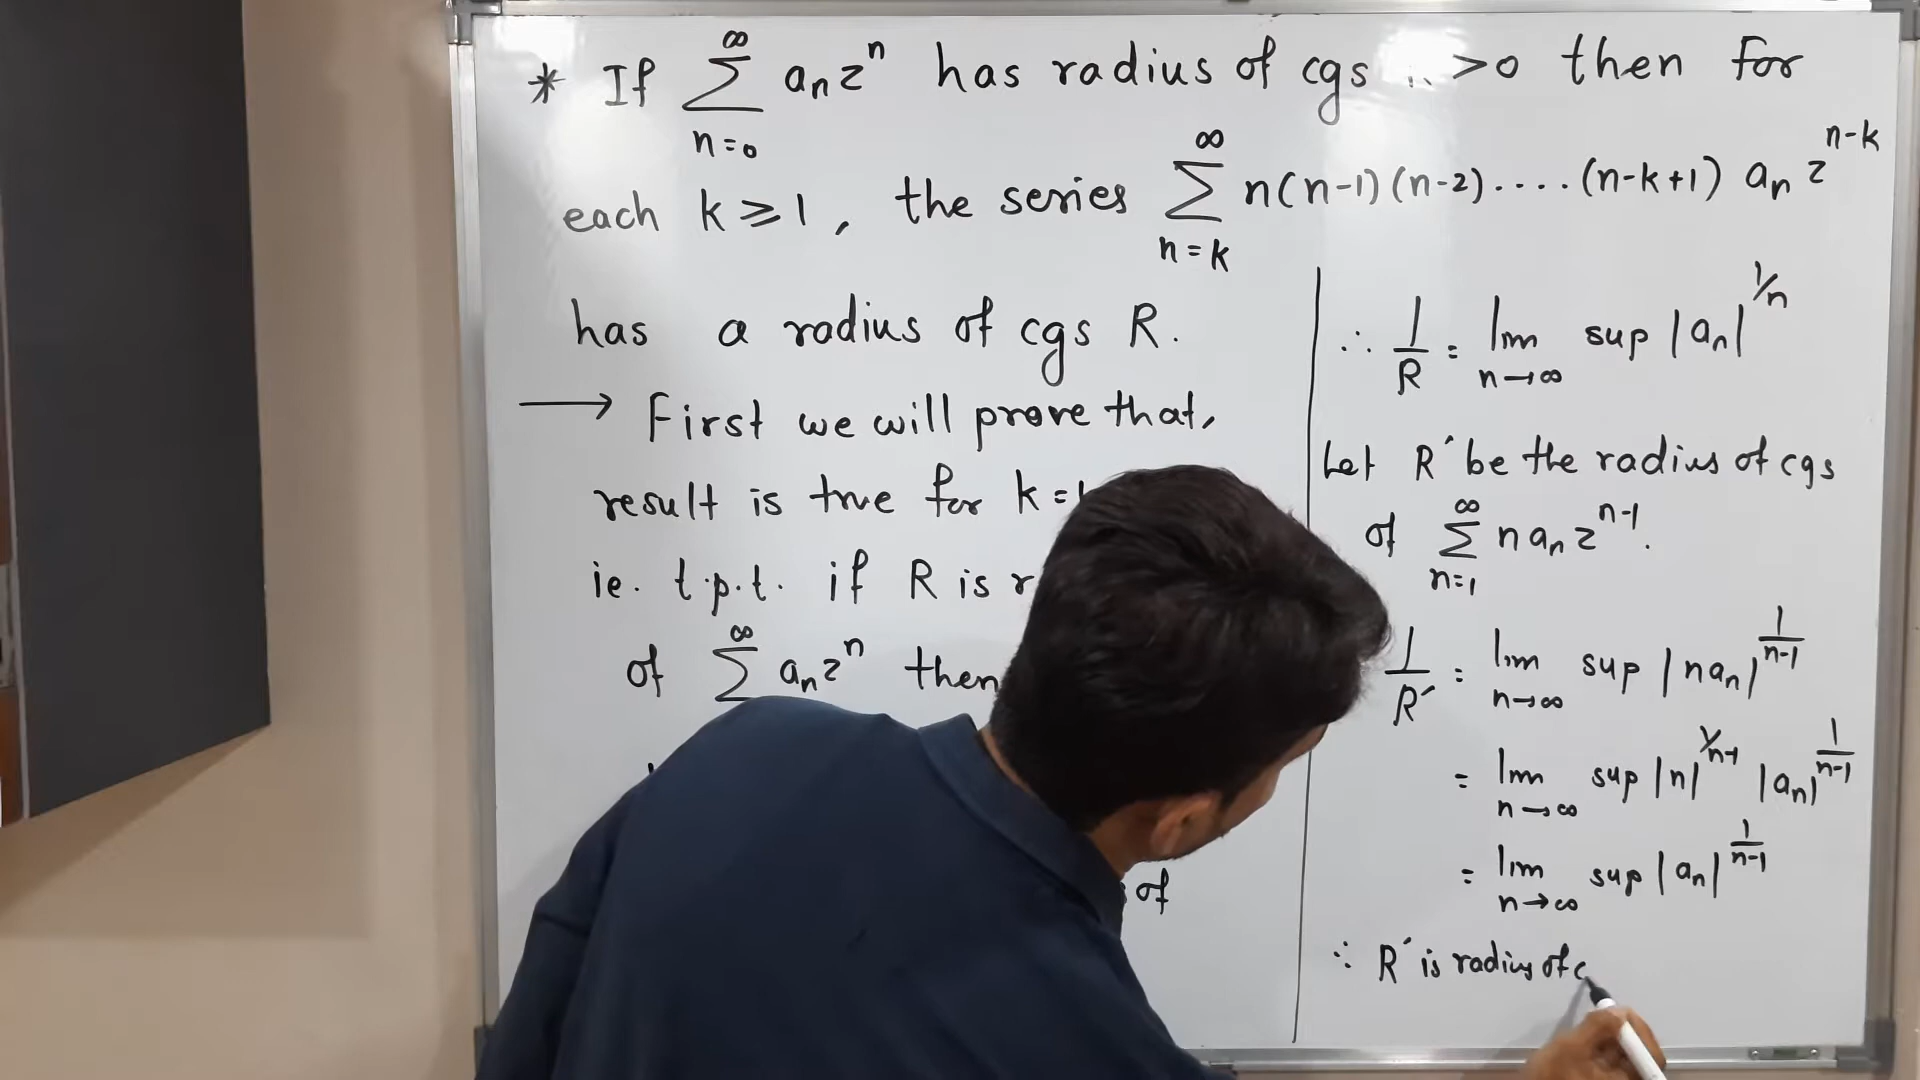 * If ∑_{n=0}^{∞} a_n z^n has radius of cgs >0 then for
each k ≥ 1, the series ∑_{n=k}^{∞} n(n-1)(n-2)....(n-k+1) a_n z^{n-k}
has a radius of cgs R.
→ First we will prove that,
result is true for k=1
ie. t.p.t. if R is
of ∑^{∞} a_n z^n then
of
∴ 1/R = lim_{n→∞} sup |a_n|^{1/n}
Let R' be the radius of cgs
of ∑_{n=1}^{∞} n a_n z^{n-1}.
1/R' = lim_{n→∞} sup |n a_n|^{1/(n-1)}
= lim_{n→∞} sup |n|^{1/n-1} |a_n|^{1/(n-1)}
= lim_{n→∞} sup |a_n|^{1/(n-1)}
∴ R' is radius of c